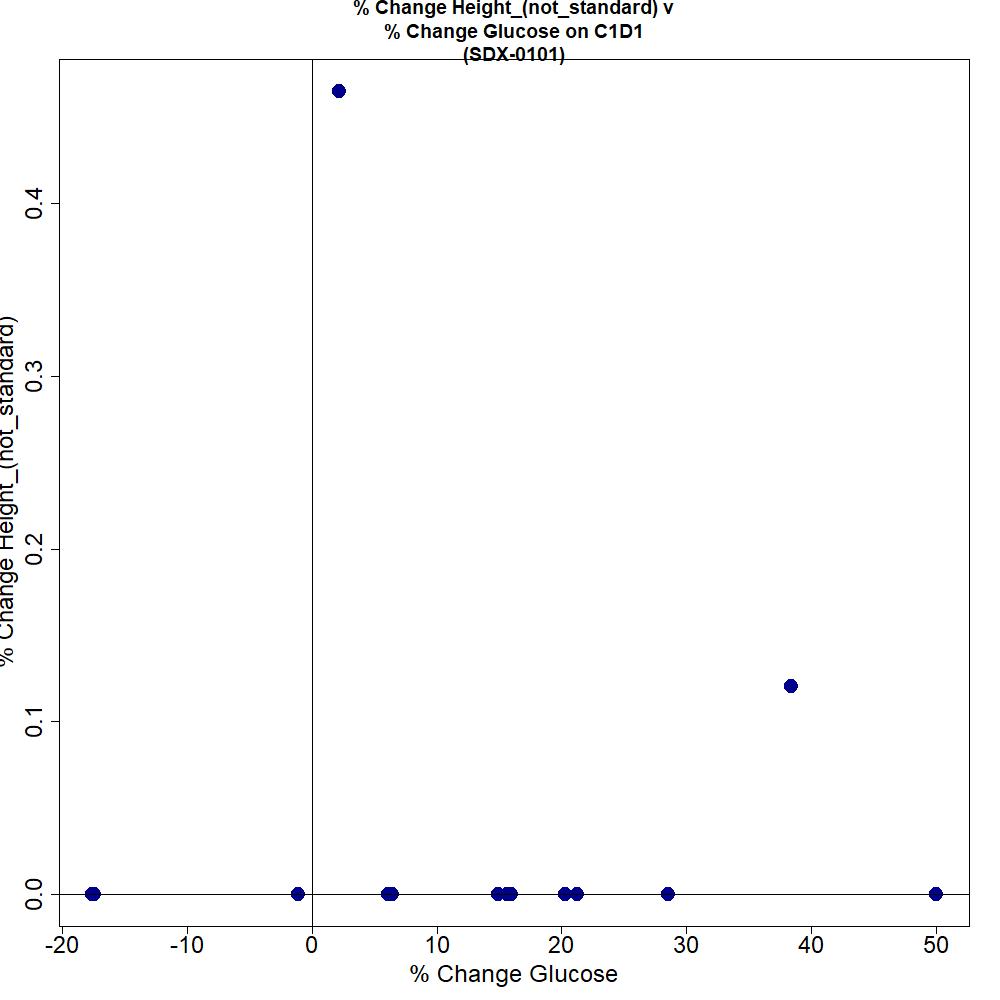 % Change Height_(not_standard) v
% Change Glucose on C1D1
(SDX-0101)
% Change Height_(not_standard)
0.4
0.3
0.2
0.1
0.0
-20 -10 0 10 20 30 40 50
% Change Glucose